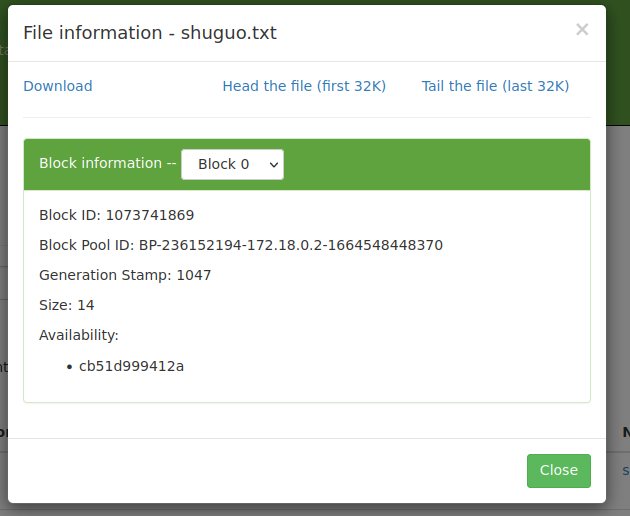 File information - shuguo.txt
×
Download
Head the file (first 32K)
Tail the file (last 32K)
Block information --
Block 0
Block ID: 1073741869
Block Pool ID: BP-236152194-172.18.0.2-1664548448370
Generation Stamp: 1047
Size: 14
Availability:
• cb51d999412a
Close